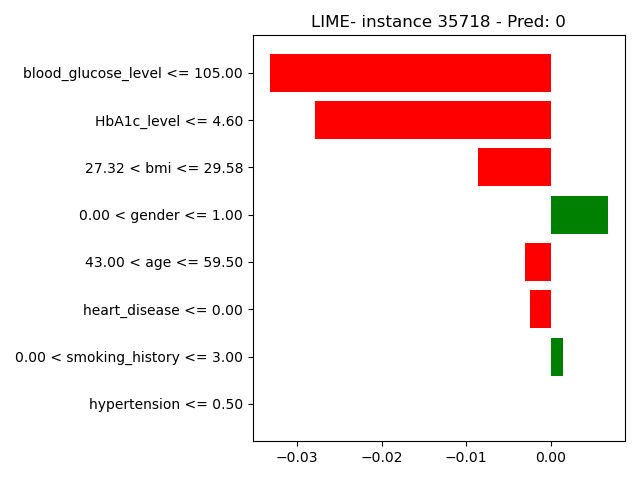 LIME- instance 35718 - Pred: 0
blood_glucose_level <= 105.00
HbA1c_level <= 4.60
27.32 < bmi <= 29.58
0.00 < gender <= 1.00
43.00 < age <= 59.50
heart_disease <= 0.00
0.00 < smoking_history <= 3.00
hypertension <= 0.50
−0.03 −0.02 −0.01 0.00